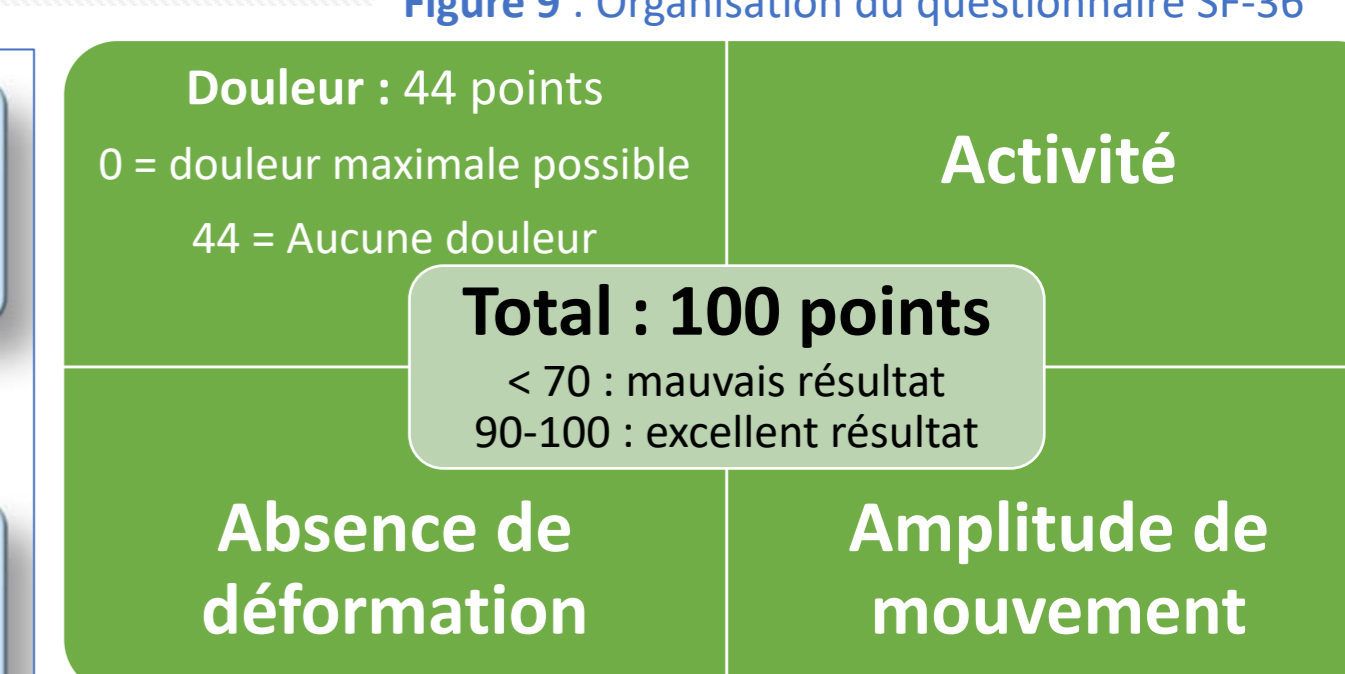 Figure 9 : Organisation du questionnaire SF-36
Douleur : 44 points
0 = douleur maximale possible
44 = Aucune douleur
Activité
Total : 100 points
< 70 : mauvais résultat
90-100 : excellent résultat
Absence de
déformation
Amplitude de
mouvement